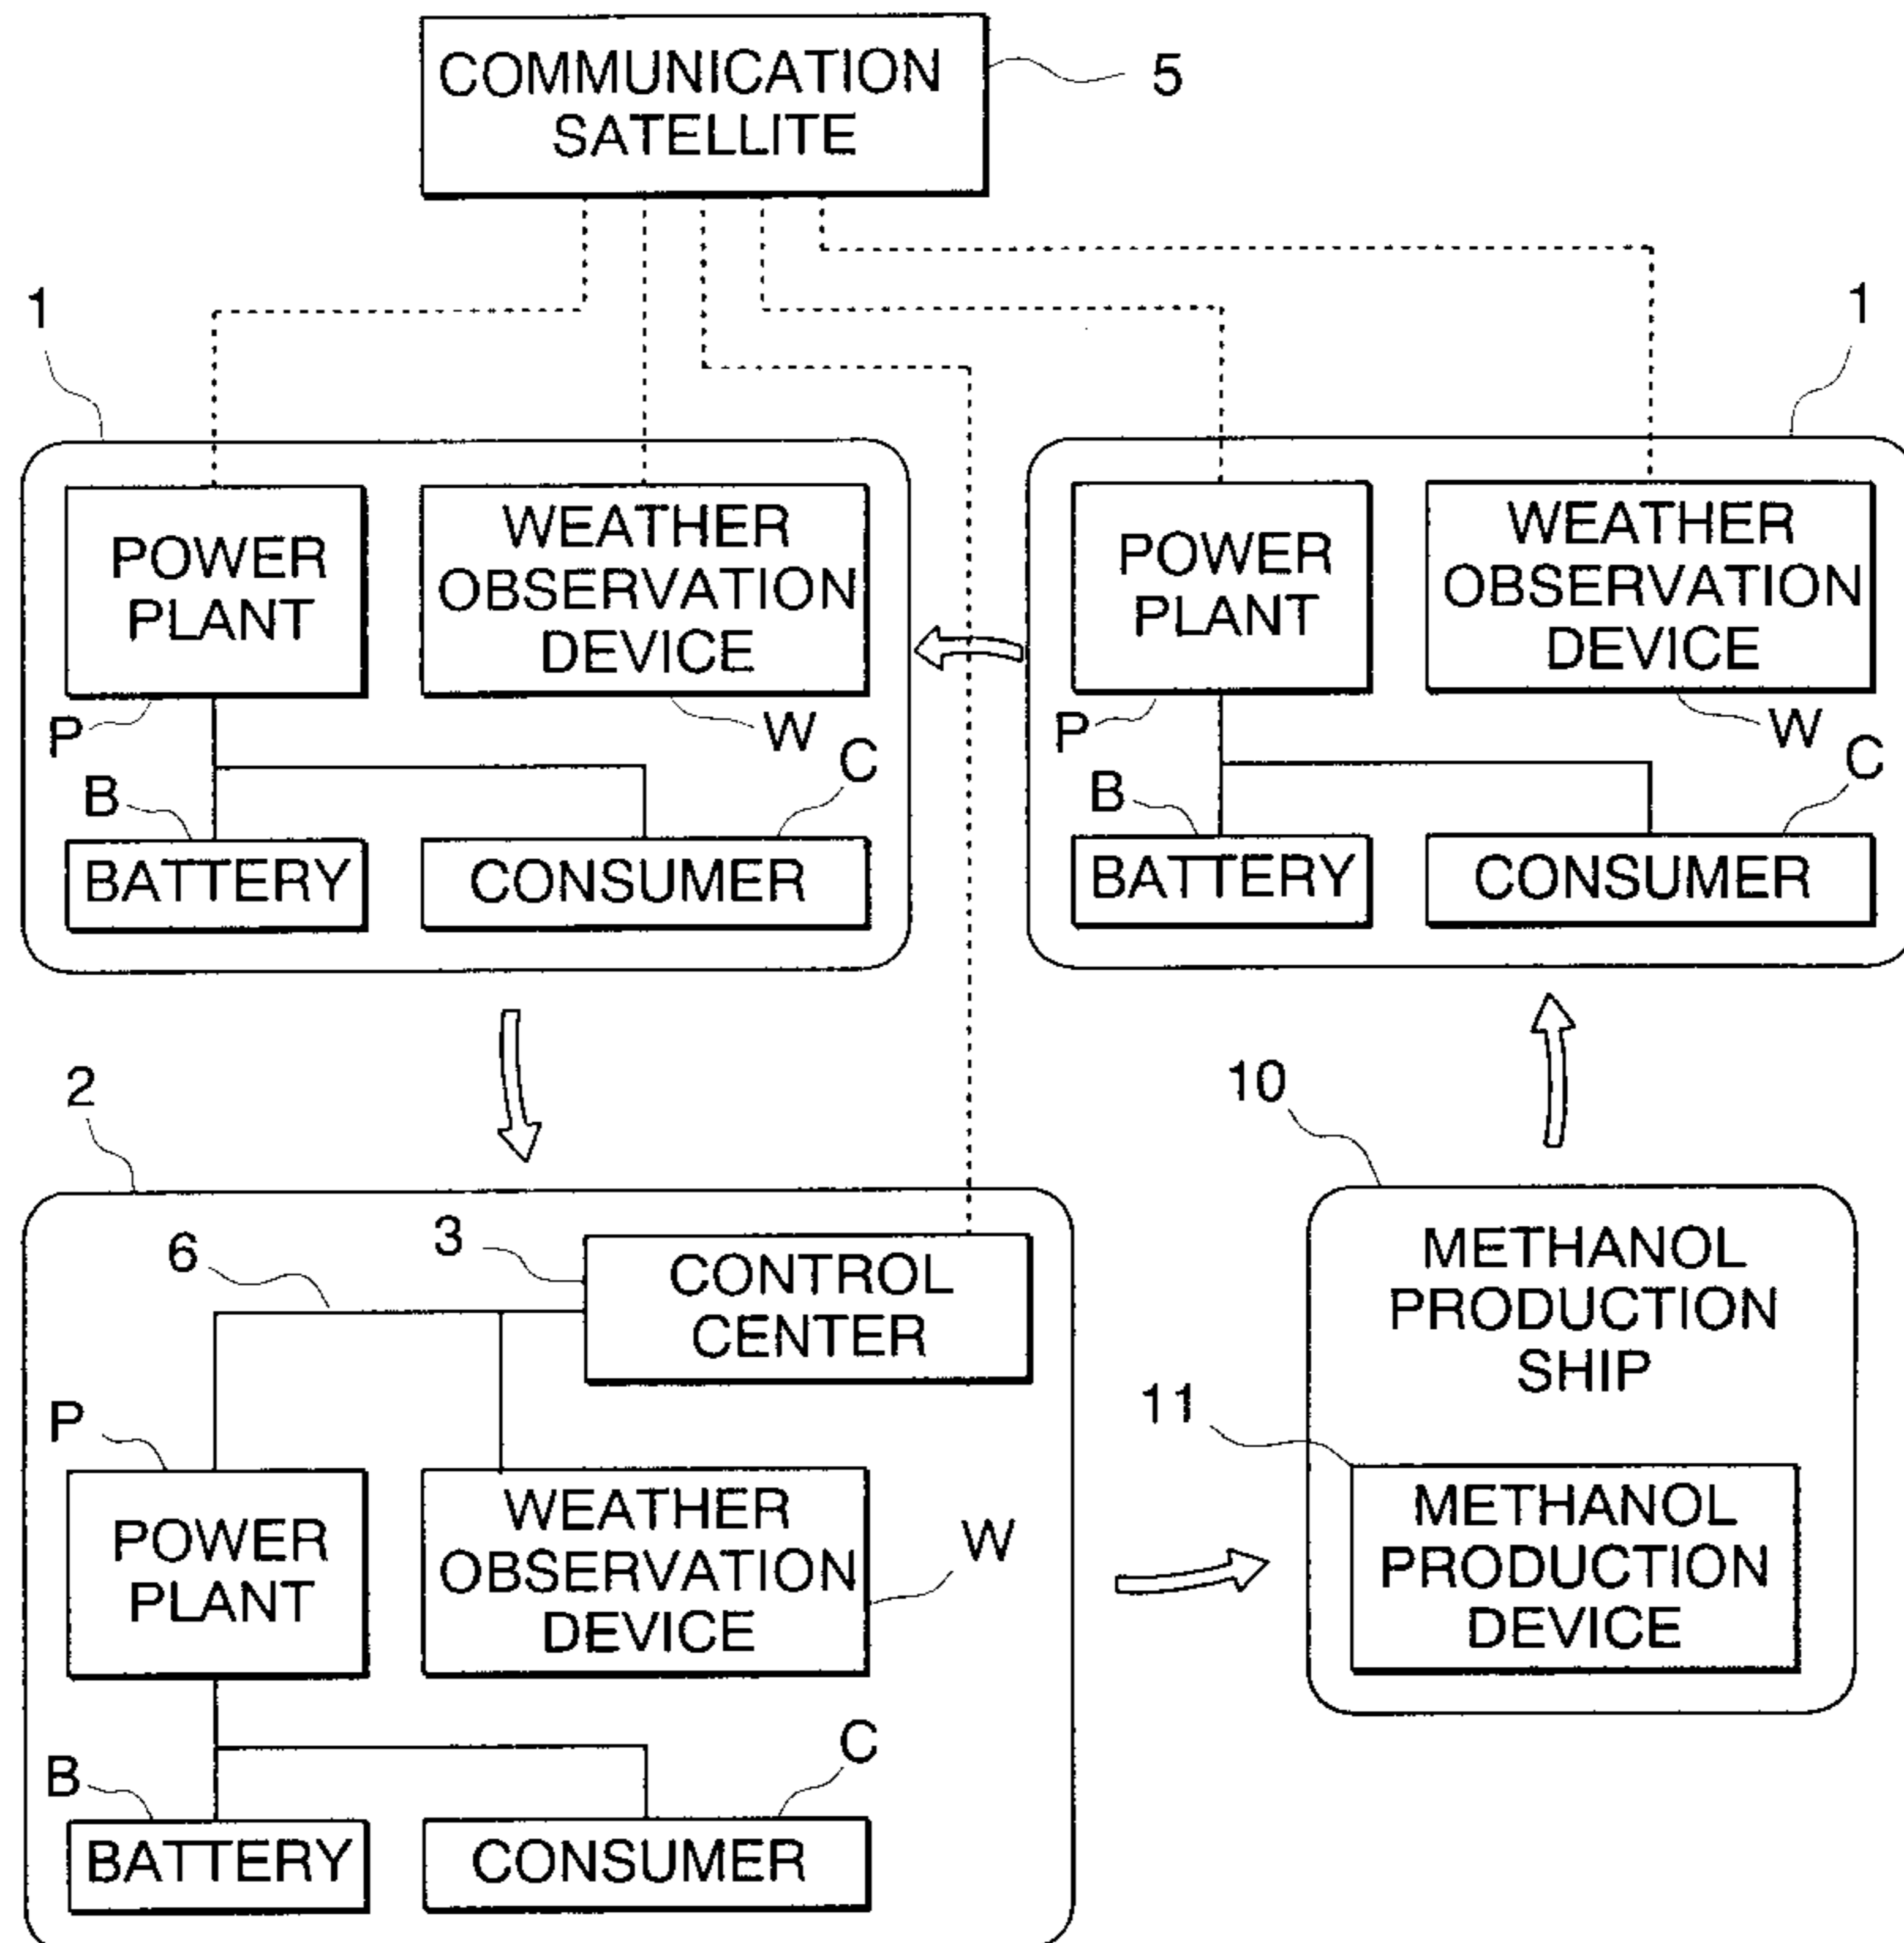 COMMUNICATION
SATELLITE
5
1
1
POWER
PLANT
WEATHER
OBSERVATION
DEVICE
P
W
B
C
BATTERY
CONSUMER
POWER
PLANT
WEATHER
OBSERVATION
DEVICE
P
W
B
C
BATTERY
CONSUMER
2
6
3
CONTROL
CENTER
P
POWER
PLANT
WEATHER
OBSERVATION
DEVICE
W
B
C
BATTERY
CONSUMER
10
METHANOL
PRODUCTION
SHIP
11
METHANOL
PRODUCTION
DEVICE